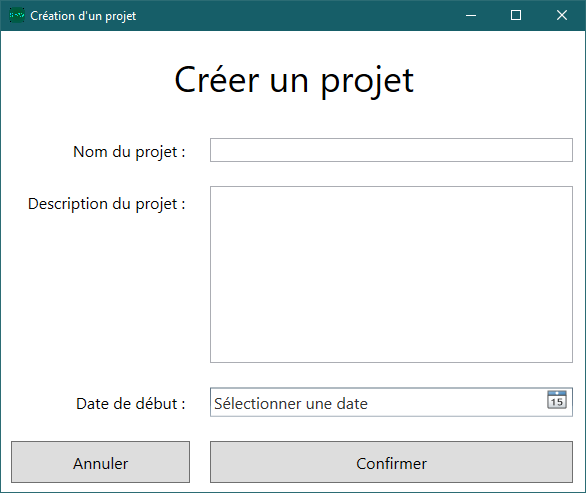 Création d'un projet
Créer un projet
Nom du projet :
Description du projet :
Date de début :
Sélectionner une date
15
Annuler
Confirmer